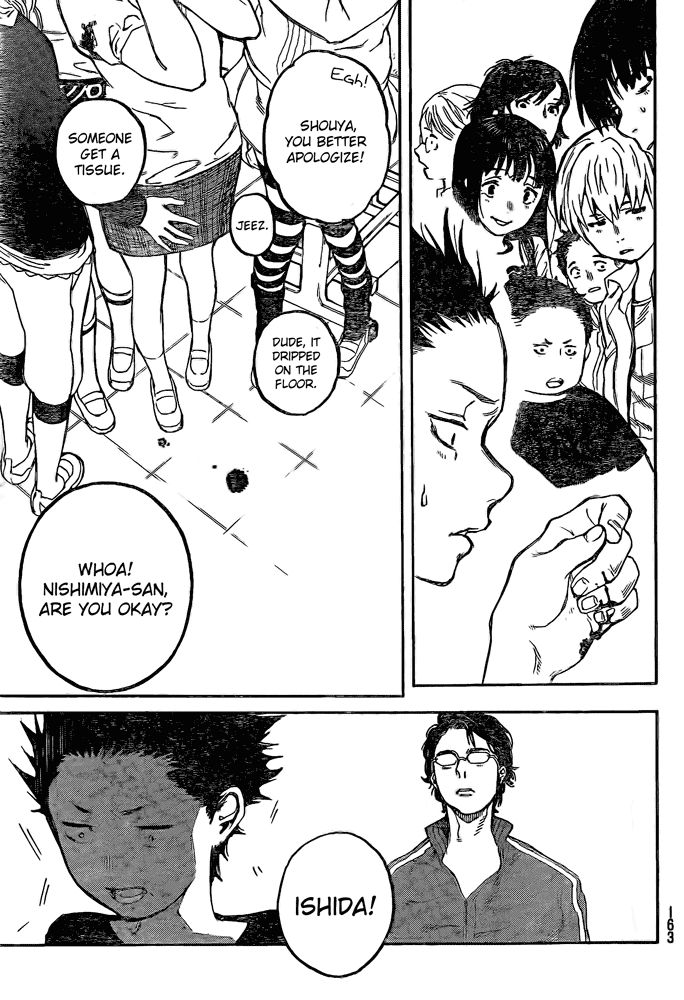 Egh!
SHOUYA,
YOU BETTER
APOLOGIZE!
SOMEONE
GET A
TISSUE.
JEEZ.
DUDE, IT
DRIPPED
ON THE
FLOOR.
WHOA!
NISHIMIYA-SAN,
ARE YOU OKAY?
ISHIDA!
163